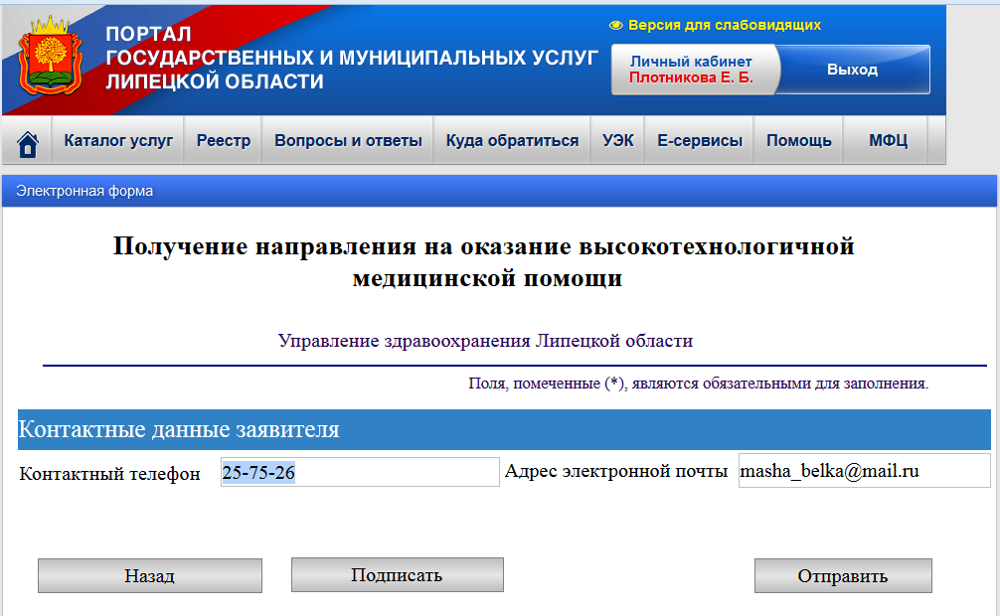 ПОРТАЛ
ГОСУДАРСТВЕННЫХ И МУНИЦИПАЛЬНЫХ УСЛУГ
ЛИПЕЦКОЙ ОБЛАСТИ
Версия для слабовидящих
Личный кабинет
Плотникова Е. Б.
Выход
Каталог услуг Реестр Вопросы и ответы Куда обратиться УЭК Е-сервисы Помощь МФЦ
Электронная форма
Получение направления на оказание высокотехнологичной
медицинской помощи
Управление здравоохранения Липецкой области
Поля, помеченные (*), являются обязательными для заполнения.
Контактные данные заявителя
Контактный телефон 25-75-26 Адрес электронной почты masha_belka@mail.ru
Назад Подписать Отправить